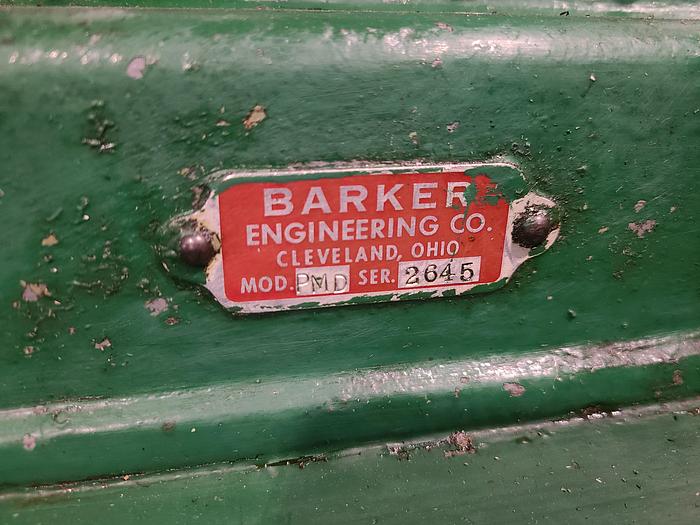 BARKER
ENGINEERING CO.
CLEVELAND, OHIO
MOD. PMD SER. 2645